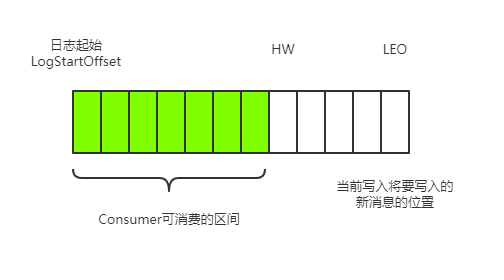 日志起始
LogStartOffset
HW
LEO
Consumer可消费的区间
当前写入将要写入的
新消息的位置